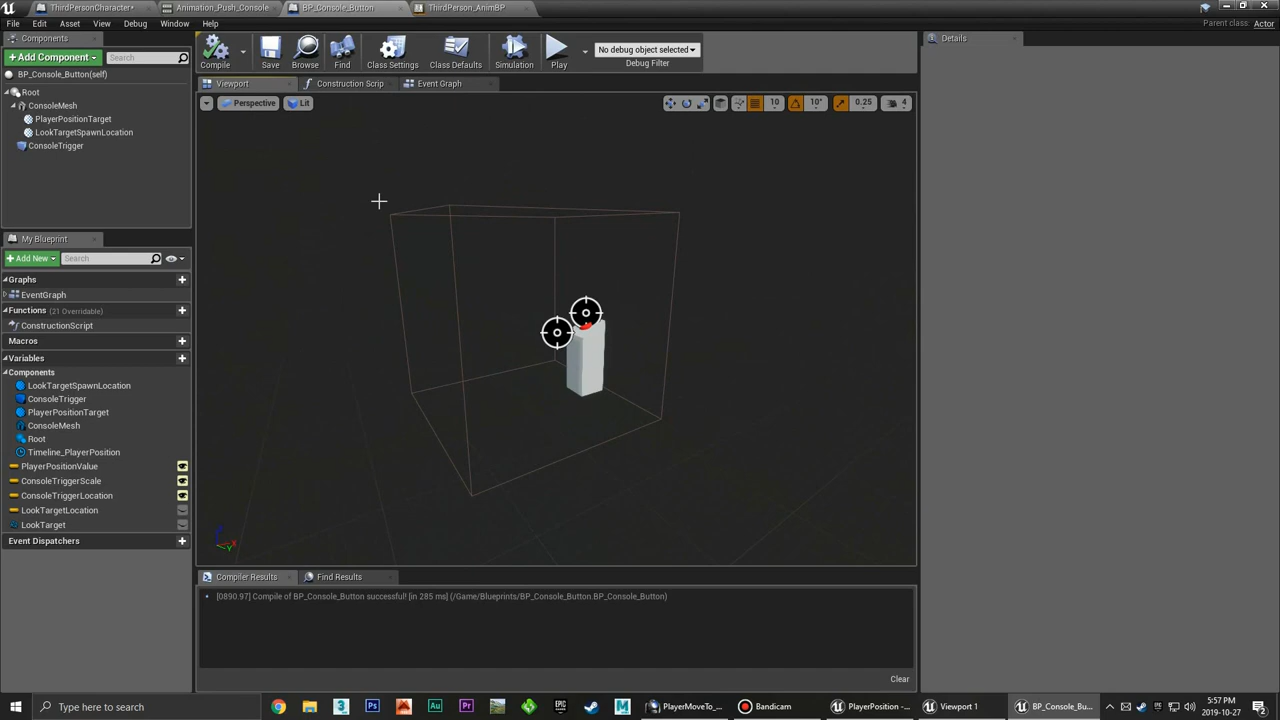 ThirdPersonCharacter*
Animation_Push_Console
BP_Console_Button
ThirdPerson_AnimBP
File Edit Asset View Debug Window Help
Parent class: Actor
Components
+Add Component
Search
BP_Console_Button(self)
Root
ConsoleMesh
PlayerPositionTarget
LookTargetSpawnLocation
ConsoleTrigger
Compile
Save
Browse
Find
Class Settings
Class Defaults
Simulation
Play
No debug object selected
Debug Filter
Details
Viewport
Construction Scrip
Event Graph
Perspective
Lit
10
10°
0.25
4
My Blueprint
+Add New
Search
Graphs
EventGraph
Functions (21 Overridable)
ConstructionScript
Macros
Variables
Components
LookTargetSpawnLocation
ConsoleTrigger
PlayerPositionTarget
ConsoleMesh
Root
Timeline_PlayerPosition
PlayerPositionValue
ConsoleTriggerScale
ConsoleTriggerLocation
LookTargetLocation
LookTarget
Event Dispatchers
Compiler Results
Find Results
[0890.97] Compile of BP_Console_Button successful! [in 285 ms] (/Game/Blueprints/BP_Console_Button.BP_Console_Button)
Clear
Type here to search
PlayerMoveTo_...
Bandicam
PlayerPosition -...
Viewport 1
BP_Console_Bu...
5:57 PM
2019-10-27